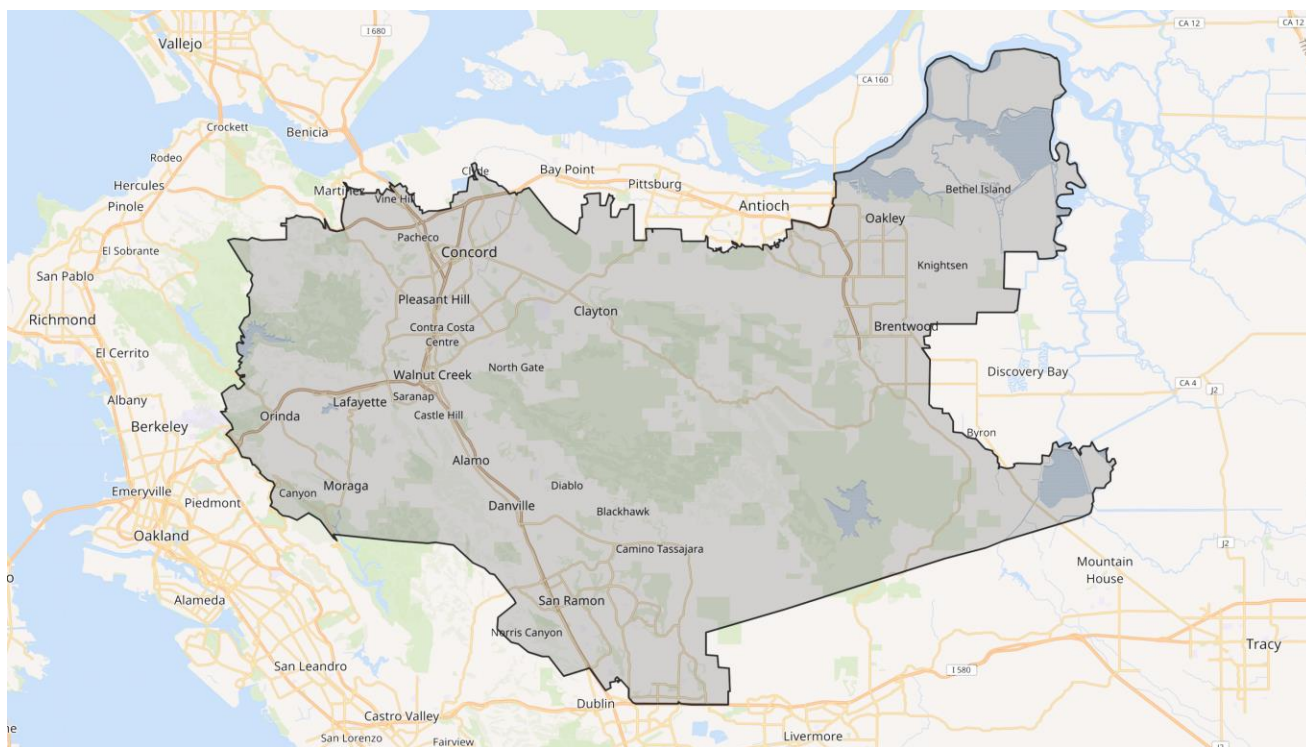 CA 12
CA 12
I 680
Vallejo
CA 160
Crockett
Benicia
Rodeo
Bay Point
Clyde
Hercules
Martinez
Pittsburg
Bethel Island
Vine Hill
Pinole
Antioch
Oakley
Pacheco
El Sobrante
Concord
Knightsen
San Pablo
Pleasant Hill
Clayton
Richmond
Contra Costa
Centre
Brentwood
El Cerrito
North Gate
Discovery Bay
Walnut Creek
CA 4
J2
Saranap
Albany
Lafayette
Orinda
Castle Hill
Berkeley
Byron
Alamo
Moraga
Diablo
Emeryville
Canyon
Piedmont
Danville
Blackhawk
Oakland
J2
Camino Tassajara
Mountain
House
o
Alameda
San Ramon
Norris Canyon
Tracy
San Leandro
I 580
Dublin
Castro Valley
ne
San Lorenzo
Livermore
Fairview
J2